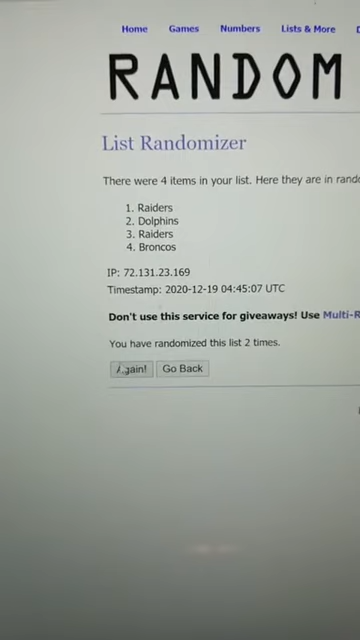 Home Games Numbers Lists & More
RANDOM
List Randomizer
There were 4 items in your list. Here they are in
1. Raiders
2. Dolphins
3. Raiders
4. Broncos
IP: 72.131.23.169
Timestamp: 2020-12-19 04:45:07 UTC
Don't use this service for giveaways! Use
You have randomized this list 2 times.
Again! Go Back